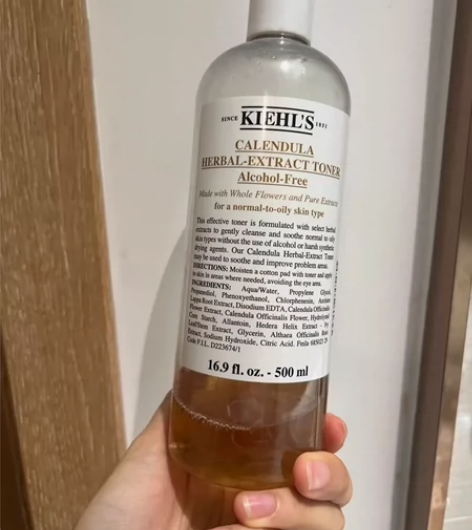 SINCE KIEHL'S 1851
CALENDULA
HERBAL-EXTRACT TONER
Alcohol-Free
Made with Whole Flowers and Pure Extracts
for a normal-to-oily skin type
This effective toner is formulated with select herbal
extracts to gently cleanse and soothe normal to oily
skin types without the use of alcohol or harsh synthetic
drying agents. Our Calendula Herbal-Extract Toner
may be used to soothe and improve problem areas.
DIRECTIONS: Moisten a cotton pad with toner and apply
to skin in areas where needed, avoiding the eye area.
INGREDIENTS: Aqua/Water, Propylene Glycol,
Propanediol, Phenoxyethanol, Chlorphenesin,
Lappa Root Extract, Disodium EDTA, Calendula Officinalis
Flower Extract, Calendula Officinalis Flower,
Corn Starch, Allantoin, Hedera Helix Extract -
Leaf/Stem Extract, Glycerin, Althaea Officinalis Root
Extract, Sodium Hydroxide, Citric Acid. Fmla
Code F.I.L. D223674/1
16.9 fl. oz. - 500 ml